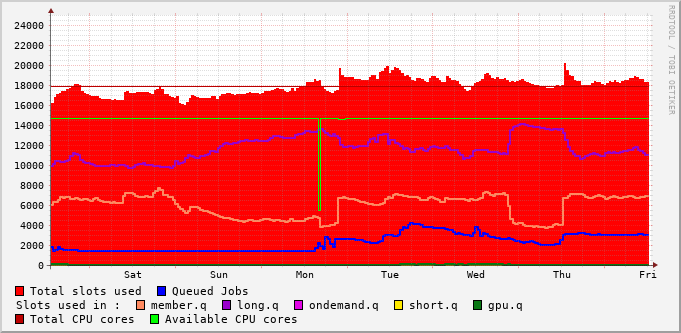 RRDTOOL / TOBI OETIKER
24000
22000
20000
18000
16000
14000
12000
10000
8000
6000
4000
2000
0
Sat Sun Mon Tue Wed Thu Fri
Total slots used Queued Jobs
Slots used in : member.q long.q ondemand.q short.q gpu.q
Total CPU cores Available CPU cores